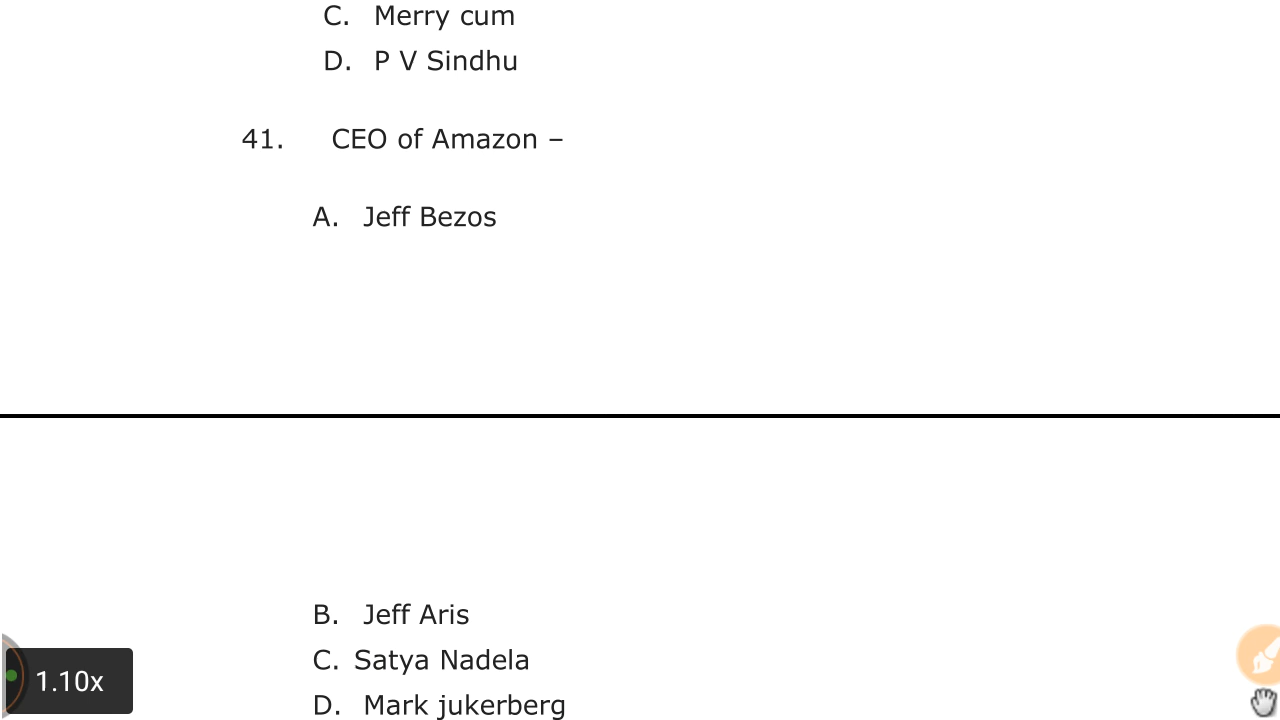 C. Merry cum
D. P V Sindhu
41. CEO of Amazon –
A. Jeff Bezos
B. Jeff Aris
C. Satya Nadela
D. Mark jukerberg
1.10x